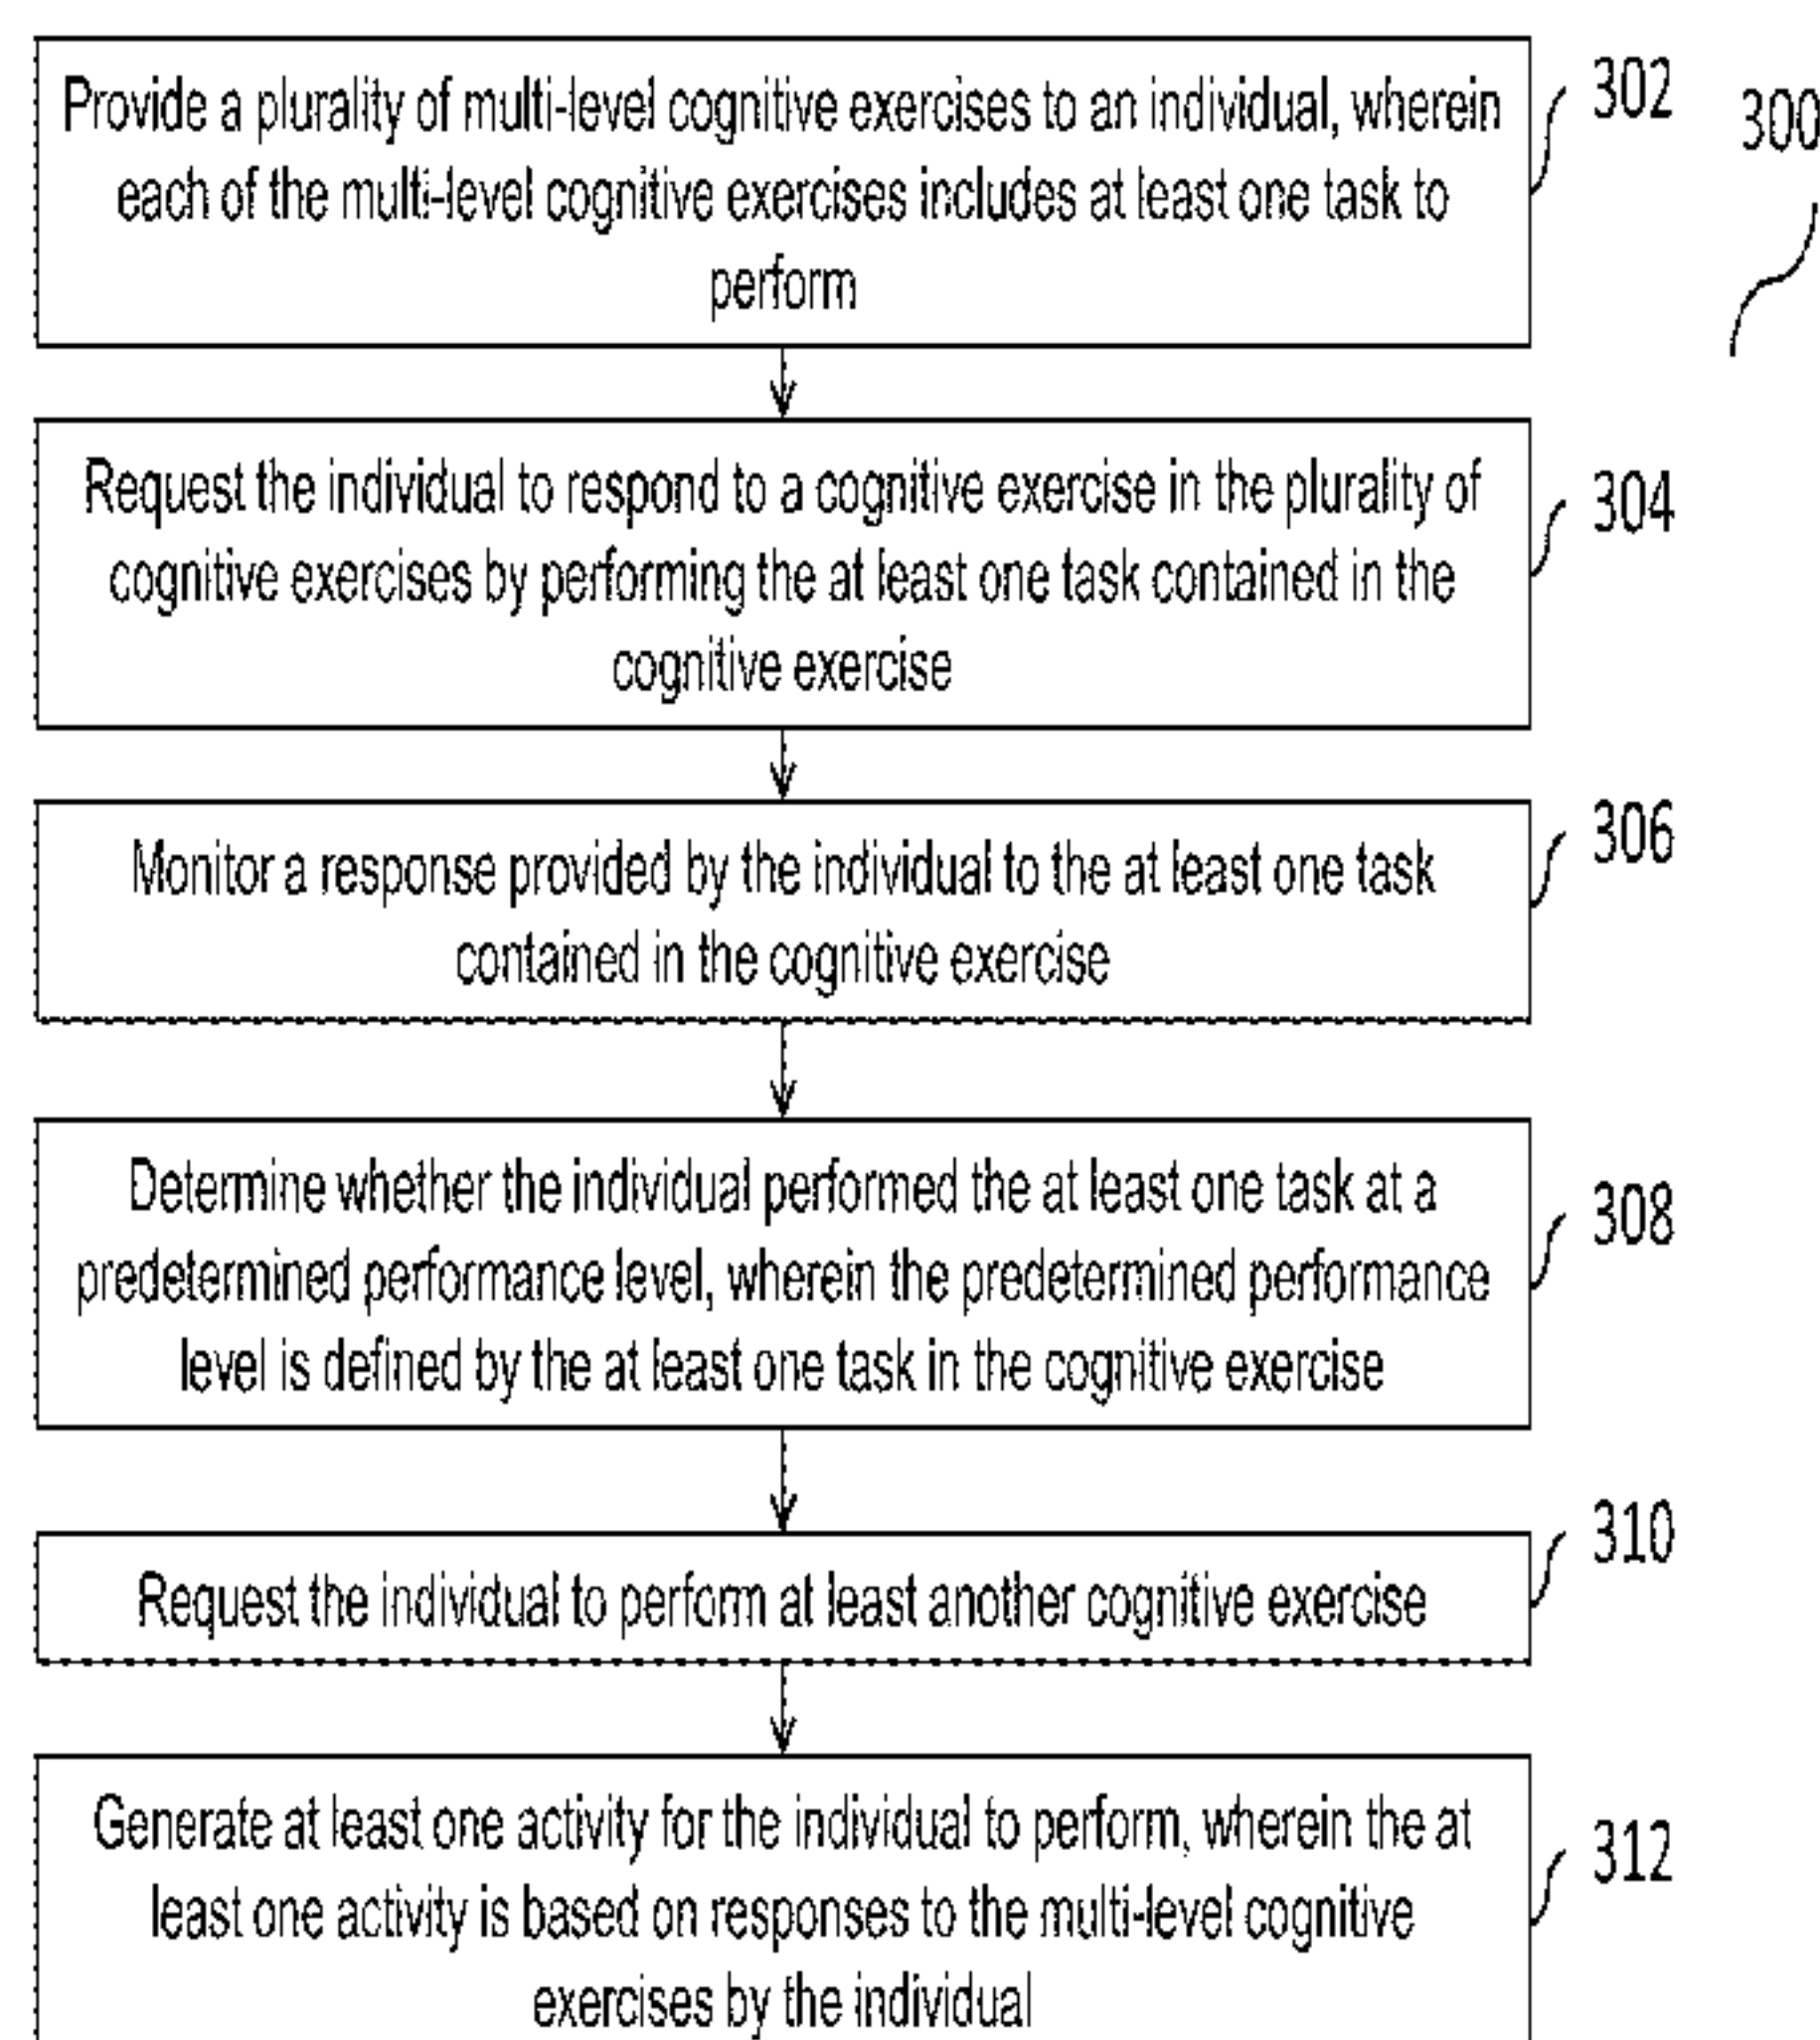 Provide a plurality of multi-level cognitive exercises to an individual, wherein
each of the multi-level cognitive exercises includes at least one task to
perform
302
300
Request the individual to respond to a cognitive exercise in the plurality of
cognitive exercises by performing the at least one task contained in the
cognitive exercise
304
Monitor a response provided by the individual to the at least one task
contained in the cognitive exercise
306
Determine whether the individual performed the at least one task at a
predetermined performance level, wherein the predetermined performance
level is defined by the at least one task in the cognitive exercise
308
Request the individual to perform at least another cognitive exercise
310
Generate at least one activity for the individual to perform, wherein the at
least one activity is based on responses to the multi-level cognitive
exercises by the individual
312